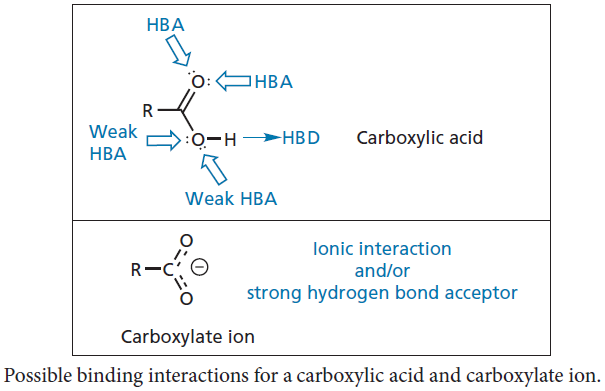 HBA
O: HBA
R
Weak
HBA
:O–H HBD Carboxylic acid
Weak HBA
O
R–C
O
Ionic interaction
and/or
strong hydrogen bond acceptor
Carboxylate ion
Possible binding interactions for a carboxylic acid and carboxylate ion.